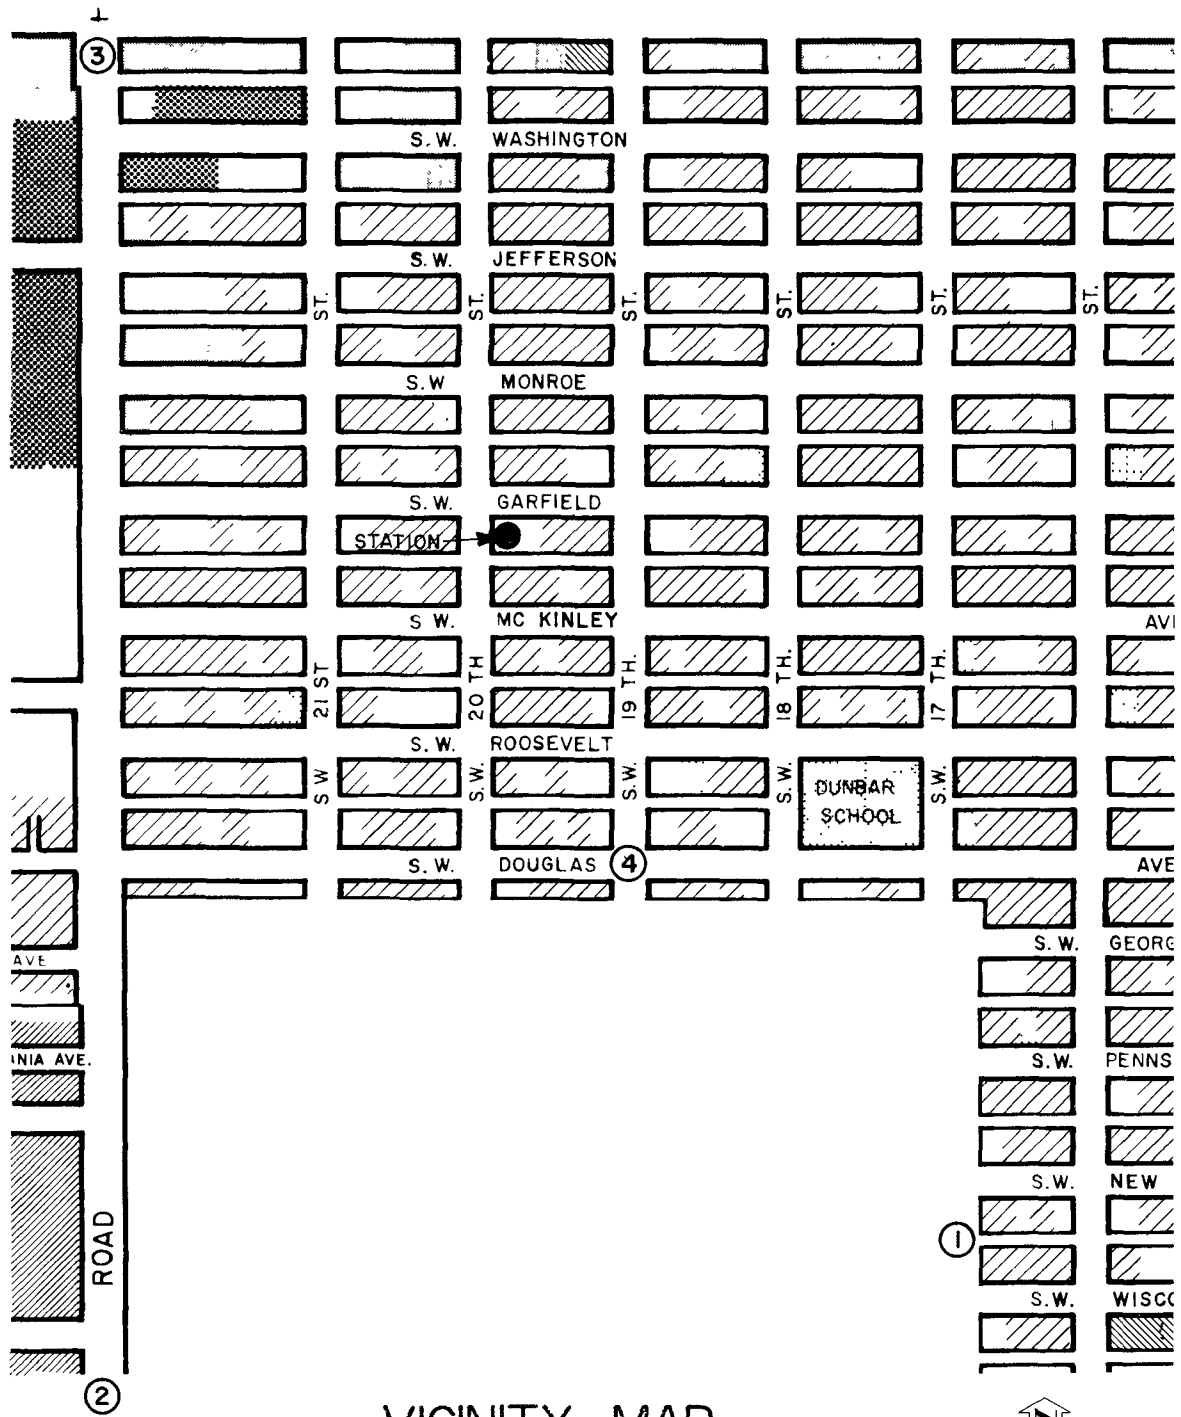 3
S. W. WASHINGTON
S. W. JEFFERSON
ST. ST. ST. ST. ST. ST.
S. W MONROE
S. W. GARFIELD
STATION
S W. MC KINLEY
AVE
S. W 21 ST
S.W. 20 TH
S.W. 19 TH.
S.W. 18 TH.
S.W. 17 TH.
S. W. ROOSEVELT
DUNBAR
SCHOOL
S. W. DOUGLAS 4
AVE
S. W. GEORG
AVE
NIA AVE.
S. W. PENNS
S.W. NEW
1
ROAD
S.W. WISCO
2
VICINITY MAP
N